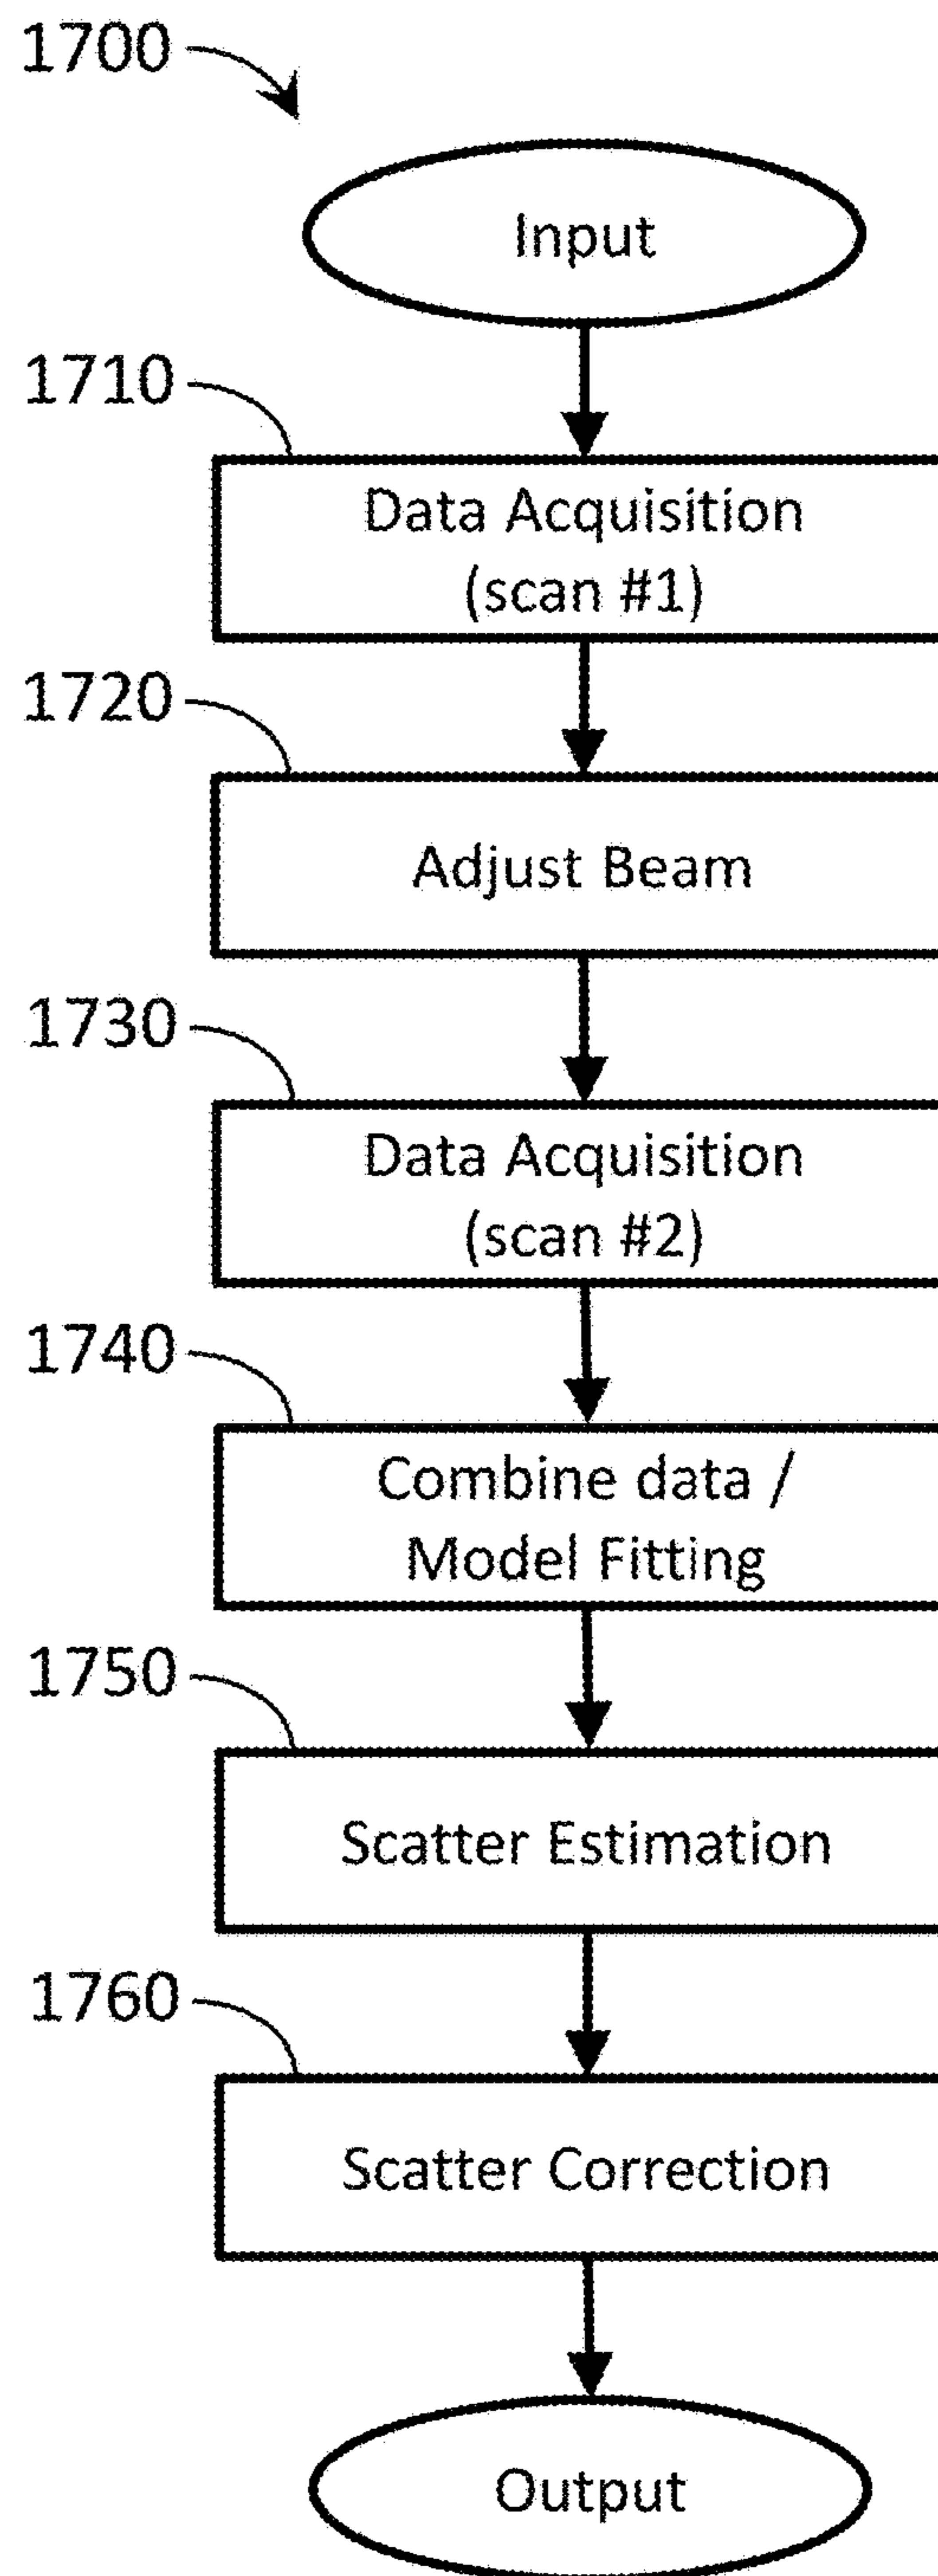 1700
Input
1710
Data Acquisition
(scan #1)
1720
Adjust Beam
1730
Data Acquisition
(scan #2)
1740
Combine data /
Model Fitting
1750
Scatter Estimation
1760
Scatter Correction
Output